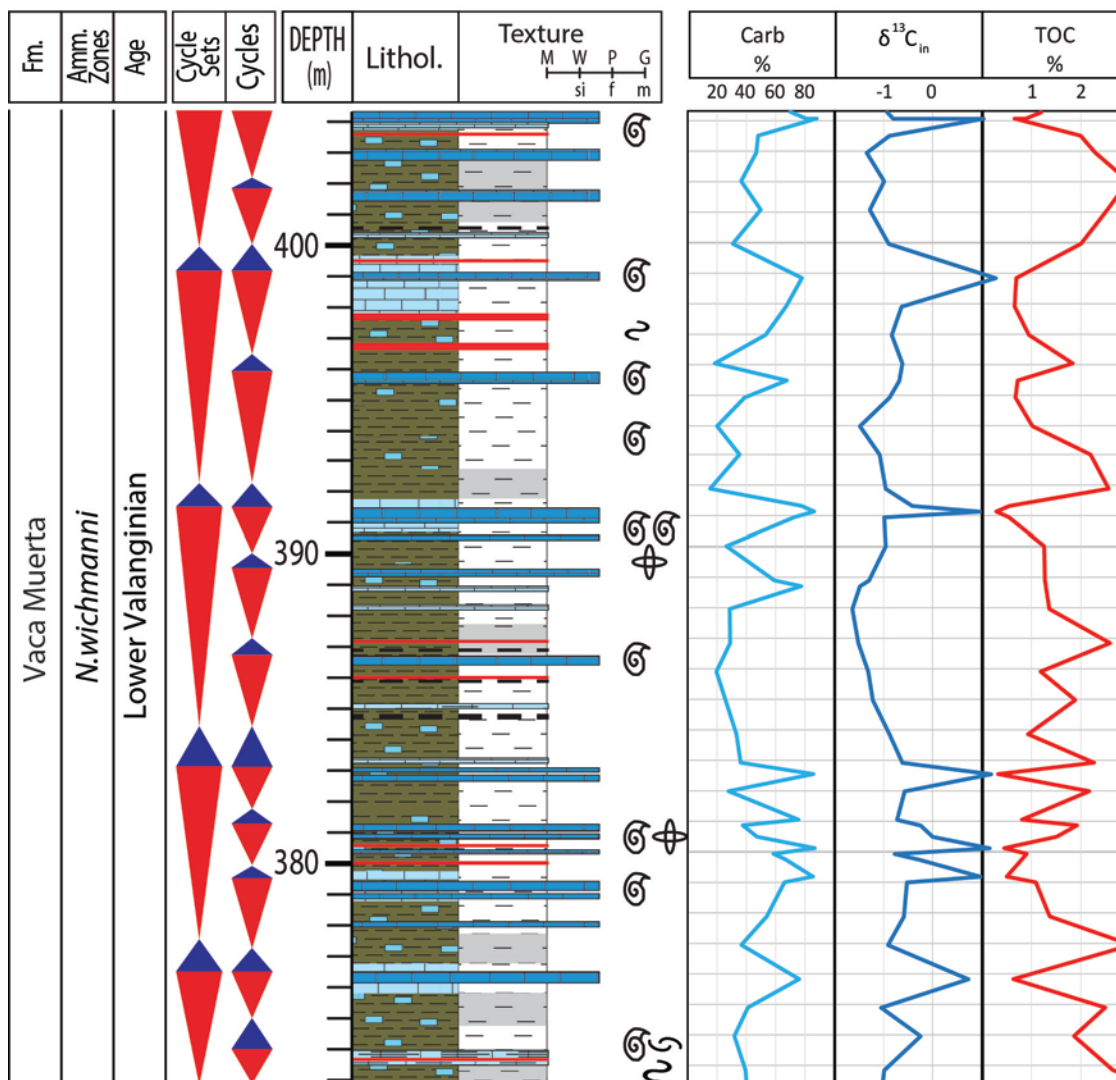 Fm.
Amm. Zones
Age
Cycle Sets
Cycles
DEPTH (m)
Lithol.
Texture
M W P G
si f m
Carb %
δ¹³Cin
TOC %
20 40 60 80
-1 0
1 2
Vaca Muerta
N.wichmanni
Lower Valanginian
400
390
380